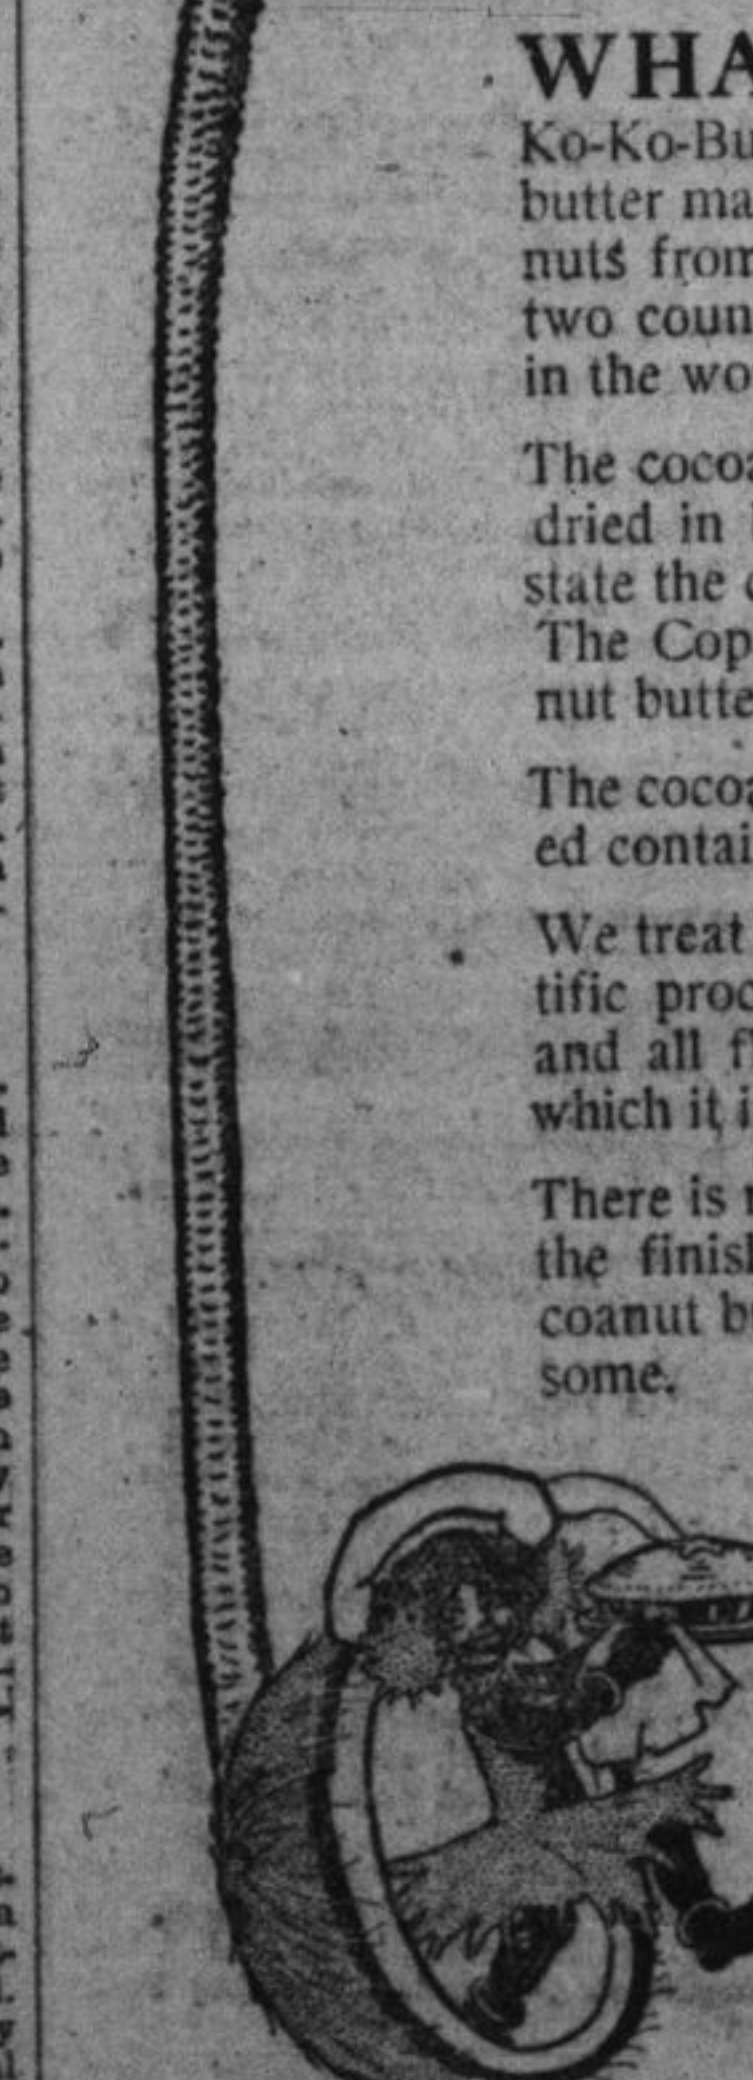 WHA
Ko-Ko-Bu
butter ma
nuts from
two coun
in the wo
The cocoa
dried in
state the
The Cop
nut butte
The cocoa
ed contai
We treat
tific proc
and all f
which it i
There is
the finish
coanut b
some.